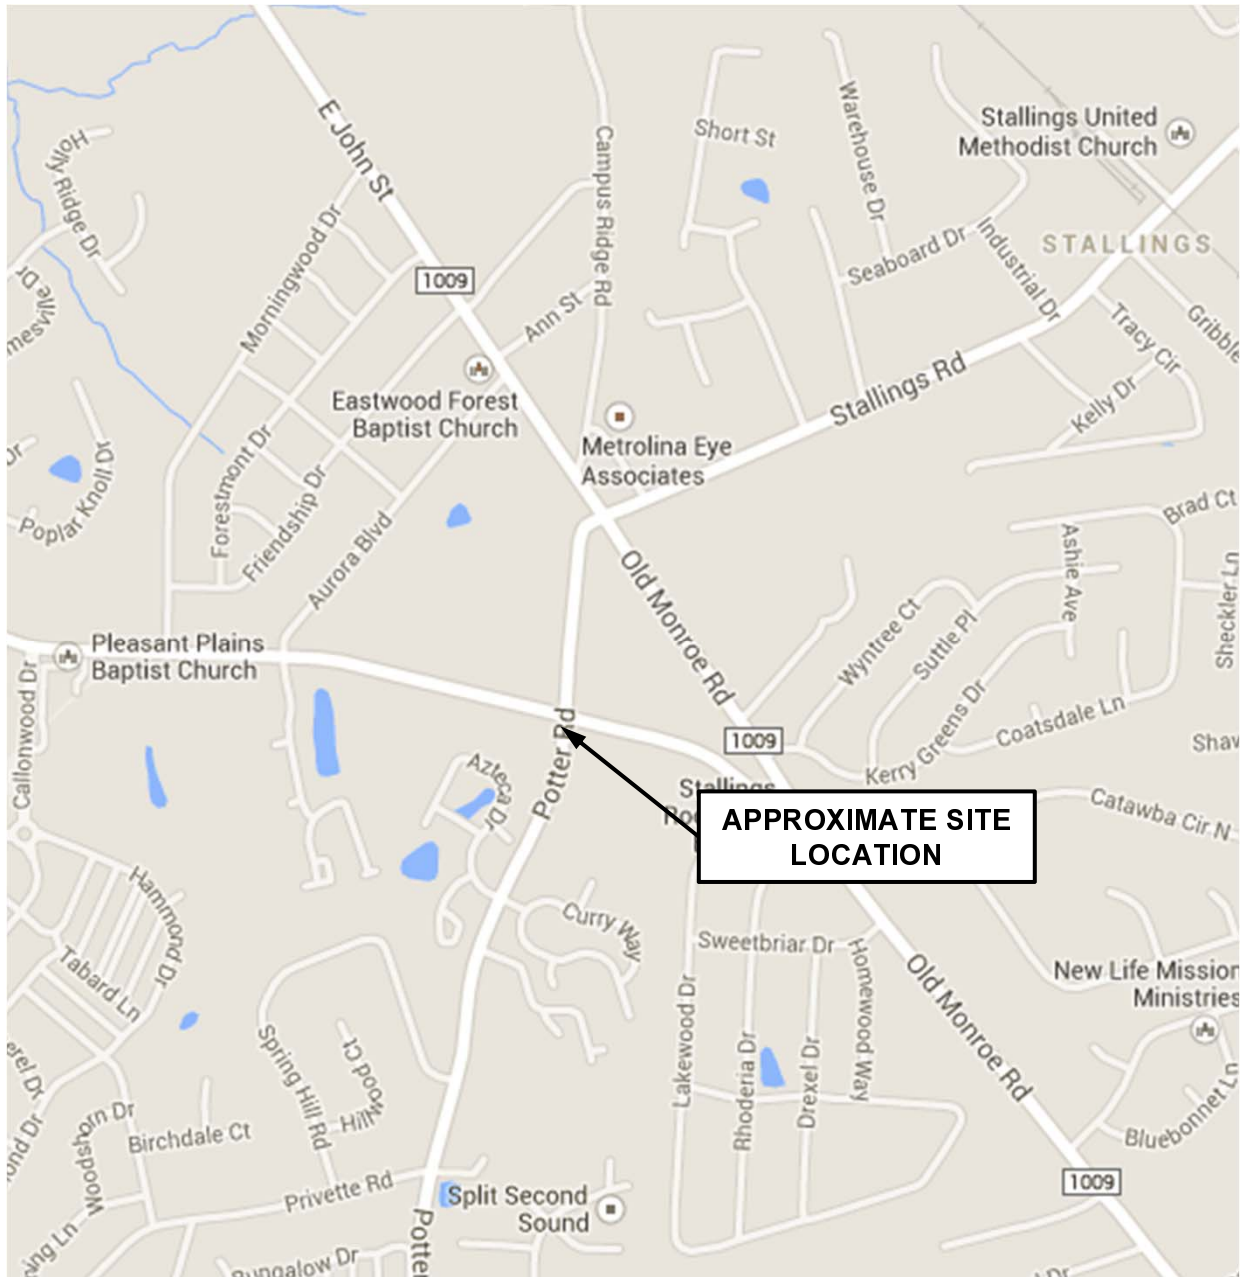 E John St
Holly Ridge Dr
Short St
Warehouse Dr
Stallings United
Methodist Church
Campus Ridge Rd
STALLINGS
Seaboard Dr
Industrial Dr
Morningwood Dr
1009
Ann St
Tracy Cir
Eastwood Forest
Baptist Church
Stallings Rd
Kelly Dr
Metrolina Eye
Associates
Poplar Knoll Dr
Forestmont Dr
Friendship Dr
Aurora Blvd
Brad Ct
Ashie Ave
Sheckler Ln
Old Monroe Rd
Wyntree Ct
Suttle Pl
Pleasant Plains
Baptist Church
Callonwood Dr
Kerry Greens Dr
Coatsdale Ln
1009
Potter Rd
Azteca Dr
Stallings
APPROXIMATE SITE
LOCATION
Catawba Cir N
Hammond Dr
Tabard Ln
Curry Way
Sweetbriar Dr
Homewood Way
Old Monroe Rd
New Life Mission
Ministries
Lakewood Dr
Rhoderia Dr
Drexel Dr
Spring Hill Rd
Hillwood Ct
Woodshorn Dr
Birchdale Ct
Bluebonnet Ln
Privette Rd
1009
Split Second
Sound
Potter
Bungalow Dr